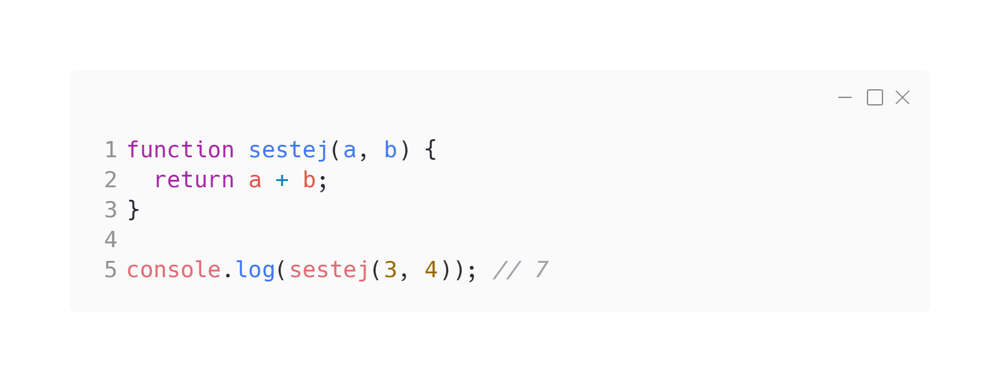 1 function sestej(a, b) {
2   return a + b;
3 }
4
5 console.log(sestej(3, 4)); // 7